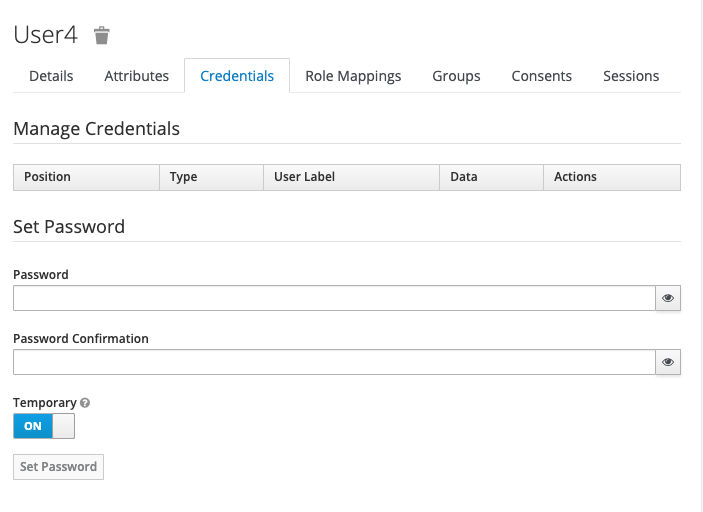 User4
Details Attributes Credentials Role Mappings Groups Consents Sessions
Manage Credentials
Position Type User Label Data Actions
Set Password
Password
Password Confirmation
Temporary ?
ON
Set Password